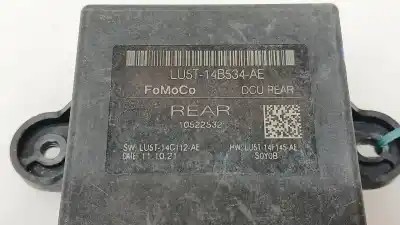 LU5T-14B534-AE
FoMoCo DCU REAR
REAR
10522532
SW: LU5T-14C112-AE HW: LU5T-14F145-AE
DATE: 11.10.21 S0Y0B